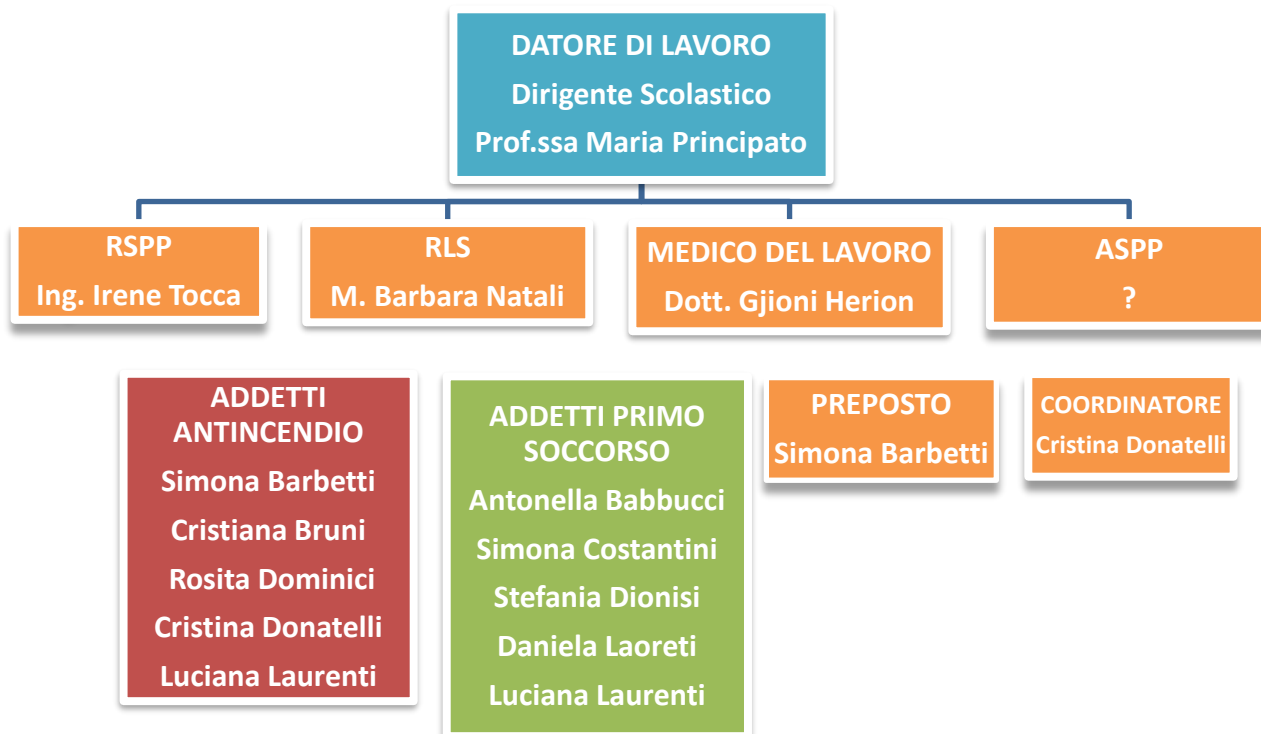 DATORE DI LAVORO
Dirigente Scolastico
Prof.ssa Maria Principato
RSPP
Ing. Irene Tocca
RLS
M. Barbara Natali
MEDICO DEL LAVORO
Dott. Gjioni Herion
ASPP
?
ADDETTI
ANTINCENDIO
Simona Barbetti
Cristiana Bruni
Rosita Dominici
Cristina Donatelli
Luciana Laurenti
ADDETTI PRIMO
SOCCORSO
Antonella Babbucci
Simona Costantini
Stefania Dionisi
Daniela Laoreti
Luciana Laurenti
PREPOSTO
Simona Barbetti
COORDINATORE
Cristina Donatelli